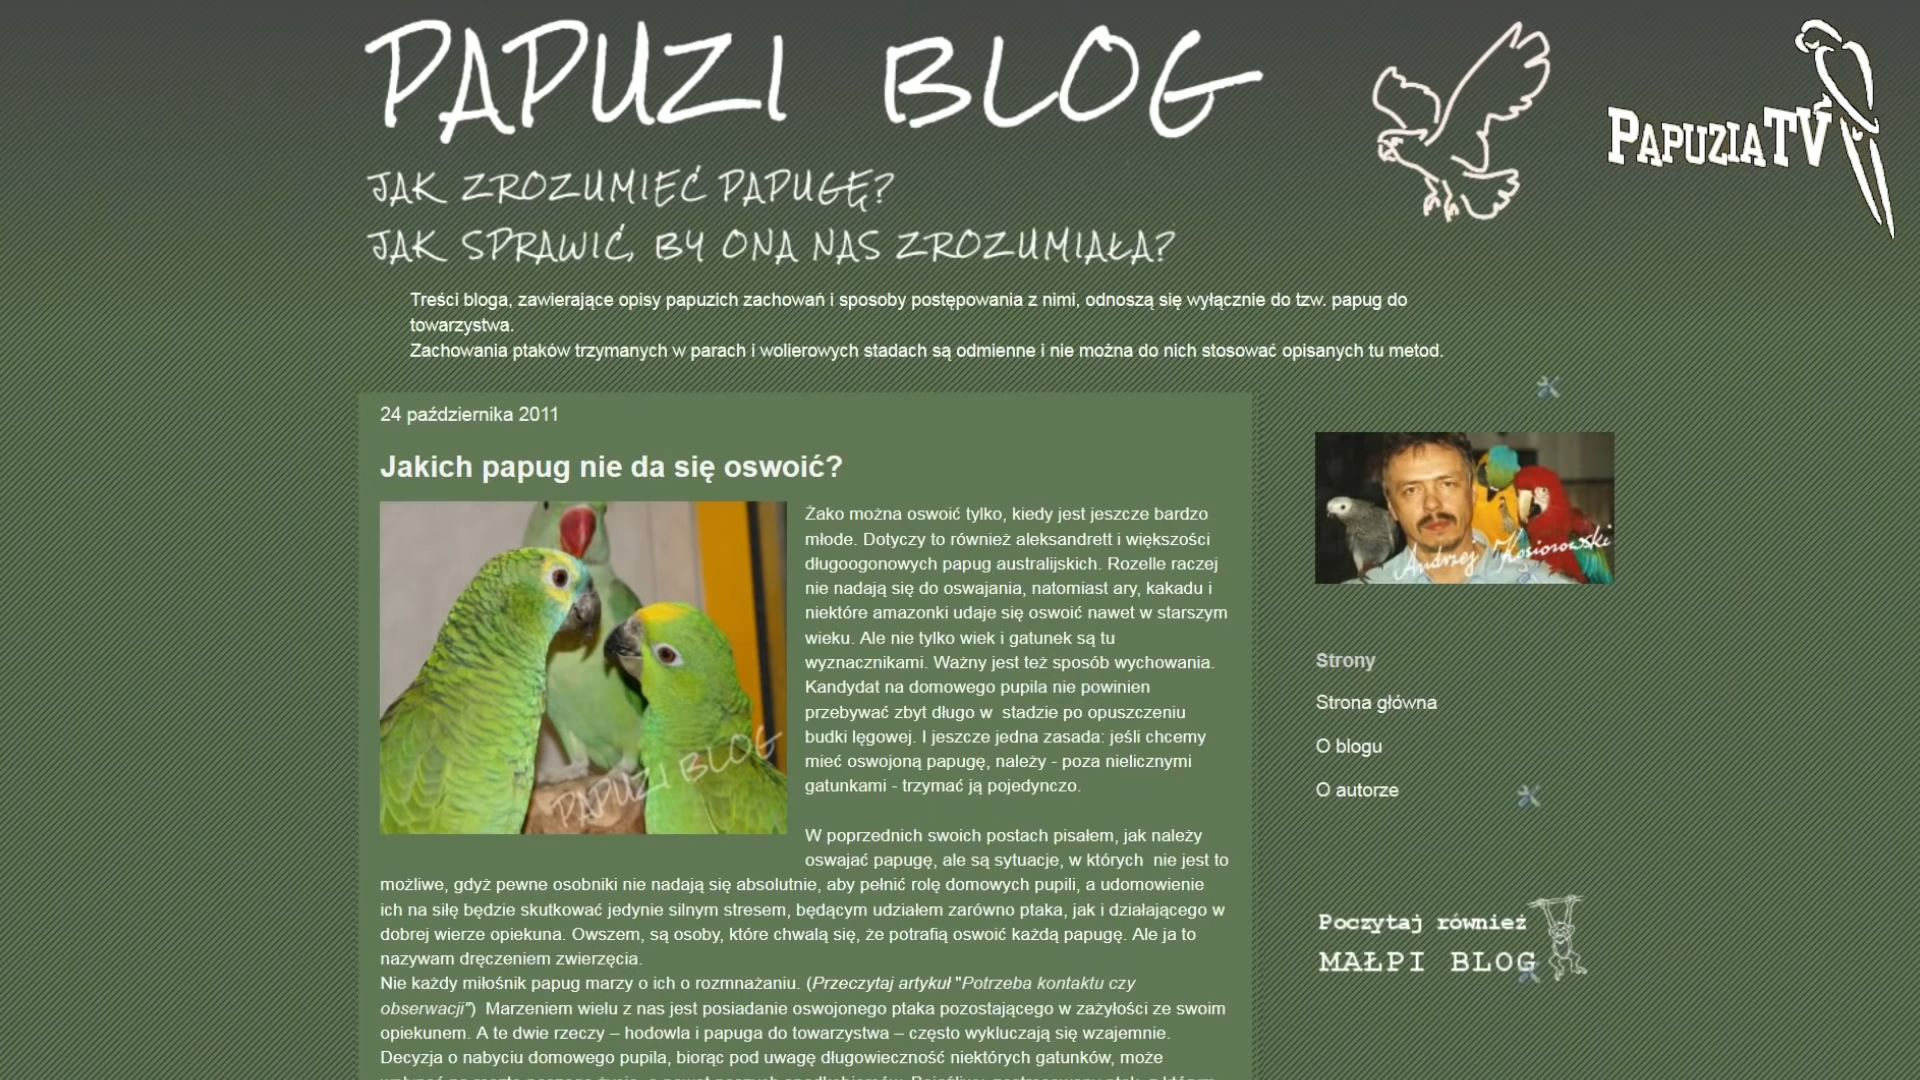 PAPUZI BLOG
PAPUZIATV
JAK ZROZUMIEĆ PAPUGĘ?
JAK SPRAWIĆ, BY ONA NAS ZROZUMIAŁA?
Treści bloga, zawierające opisy papuzich zachowań i sposoby postępowania z nimi, odnoszą się wyłącznie do tzw. papug do
towarzystwa.
Zachowania ptaków trzymanych w parach i wolierowych stadach są odmienne i nie można do nich stosować opisanych tu metod.
24 października 2011
Jakich papug nie da się oswoić?
Żako można oswoić tylko, kiedy jest jeszcze bardzo
młode. Dotyczy to również aleksandrett i większości
długoogonowych papug australijskich. Rozelle raczej
nie nadają się do oswajania, natomiast ary, kakadu i
niektóre amazonki udaje się oswoić nawet w starszym
wieku. Ale nie tylko wiek i gatunek są tu
wyznacznikami. Ważny jest też sposób wychowania.
Kandydat na domowego pupila nie powinien
przebywać zbyt długo w stadzie po opuszczeniu
budki lęgowej. I jeszcze jedna zasada: jeśli chcemy
mieć oswojoną papugę, należy - poza nielicznymi
gatunkami - trzymać ją pojedynczo.
PAPUZI BLOG
W poprzednich swoich postach pisałem, jak należy
oswajać papugę, ale są sytuacje, w których nie jest to
możliwe, gdyż pewne osobniki nie nadają się absolutnie, aby pełnić rolę domowych pupili, a udomowienie
ich na siłę będzie skutkować jedynie silnym stresem, będącym udziałem zarówno ptaka, jak i działającego w
dobrej wierze opiekuna. Owszem, są osoby, które chwalą się, że potrafią oswoić każdą papugę. Ale ja to
nazywam dręczeniem zwierzęcia.
Nie każdy miłośnik papug marzy o ich o rozmnażaniu. (Przeczytaj artykuł "Potrzeba kontaktu czy
obserwacji") Marzeniem wielu z nas jest posiadanie oswojonego ptaka pozostającego w zażyłości ze swoim
opiekunem. A te dwie rzeczy – hodowla i papuga do towarzystwa – często wykluczają się wzajemnie.
Decyzja o nabyciu domowego pupila, biorąc pod uwagę długowieczność niektórych gatunków, może
Andrzej Kosiorowski
Strony
Strona główna
O blogu
O autorze
Poczytaj również
MAŁPI BLOG